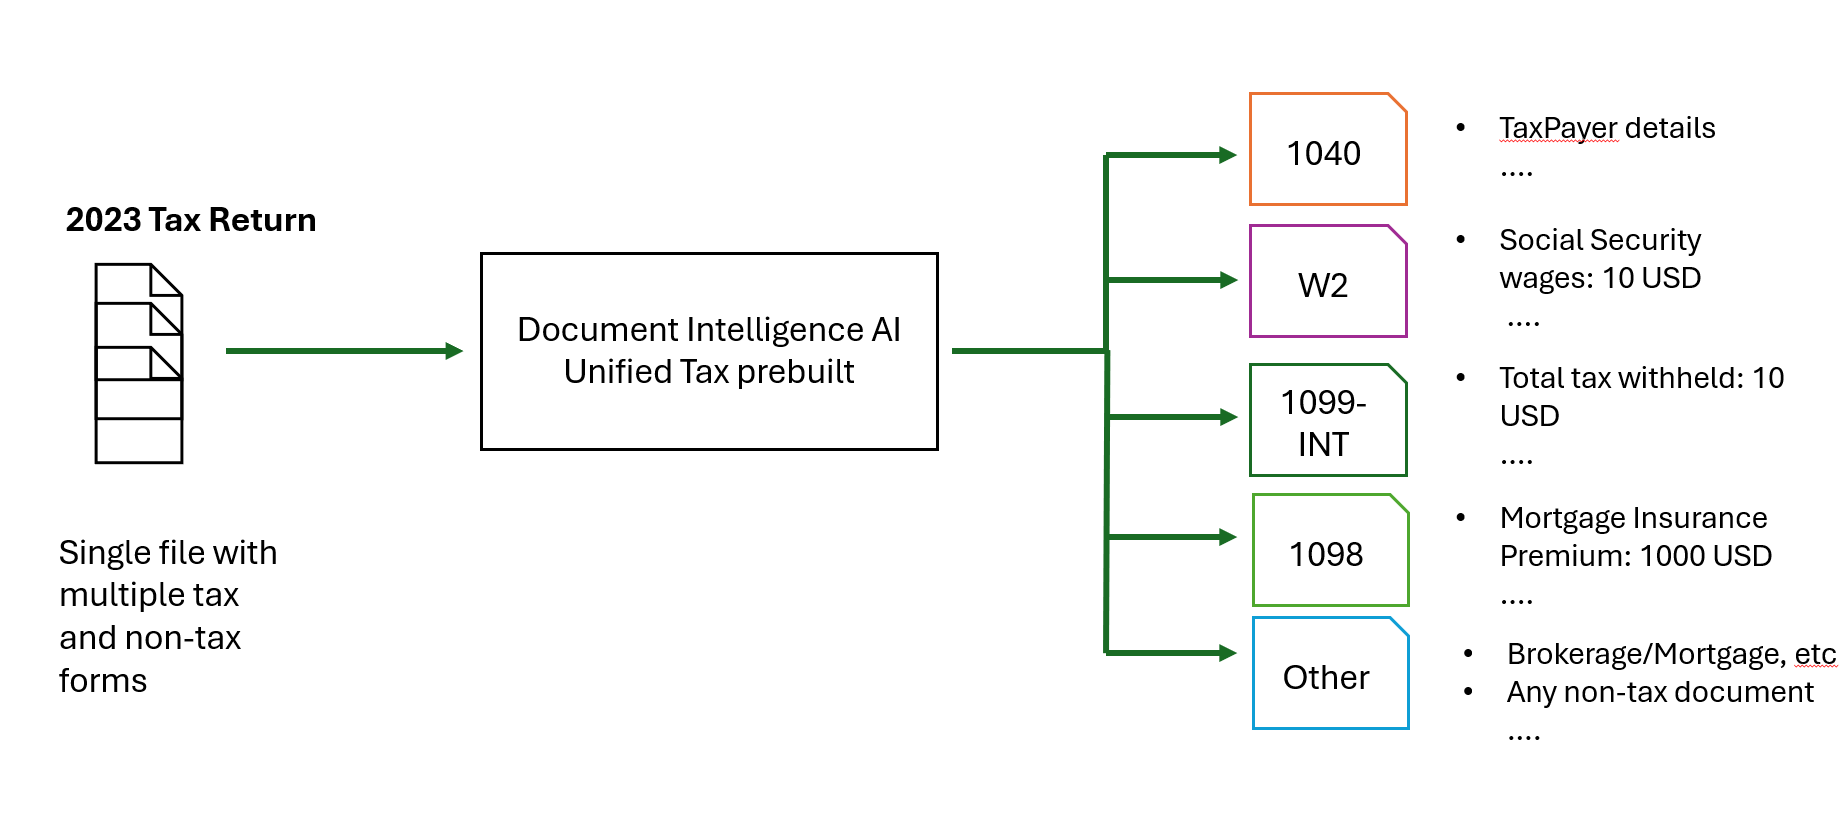 2023 Tax Return
Single file with
multiple tax
and non-tax
forms
Document Intelligence AI
Unified Tax prebuilt
1040
• TaxPayer details
....
W2
• Social Security
wages: 10 USD
....
1099-
INT
• Total tax withheld: 10
USD
....
1098
• Mortgage Insurance
Premium: 1000 USD
....
Other
• Brokerage/Mortgage, etc
• Any non-tax document
....